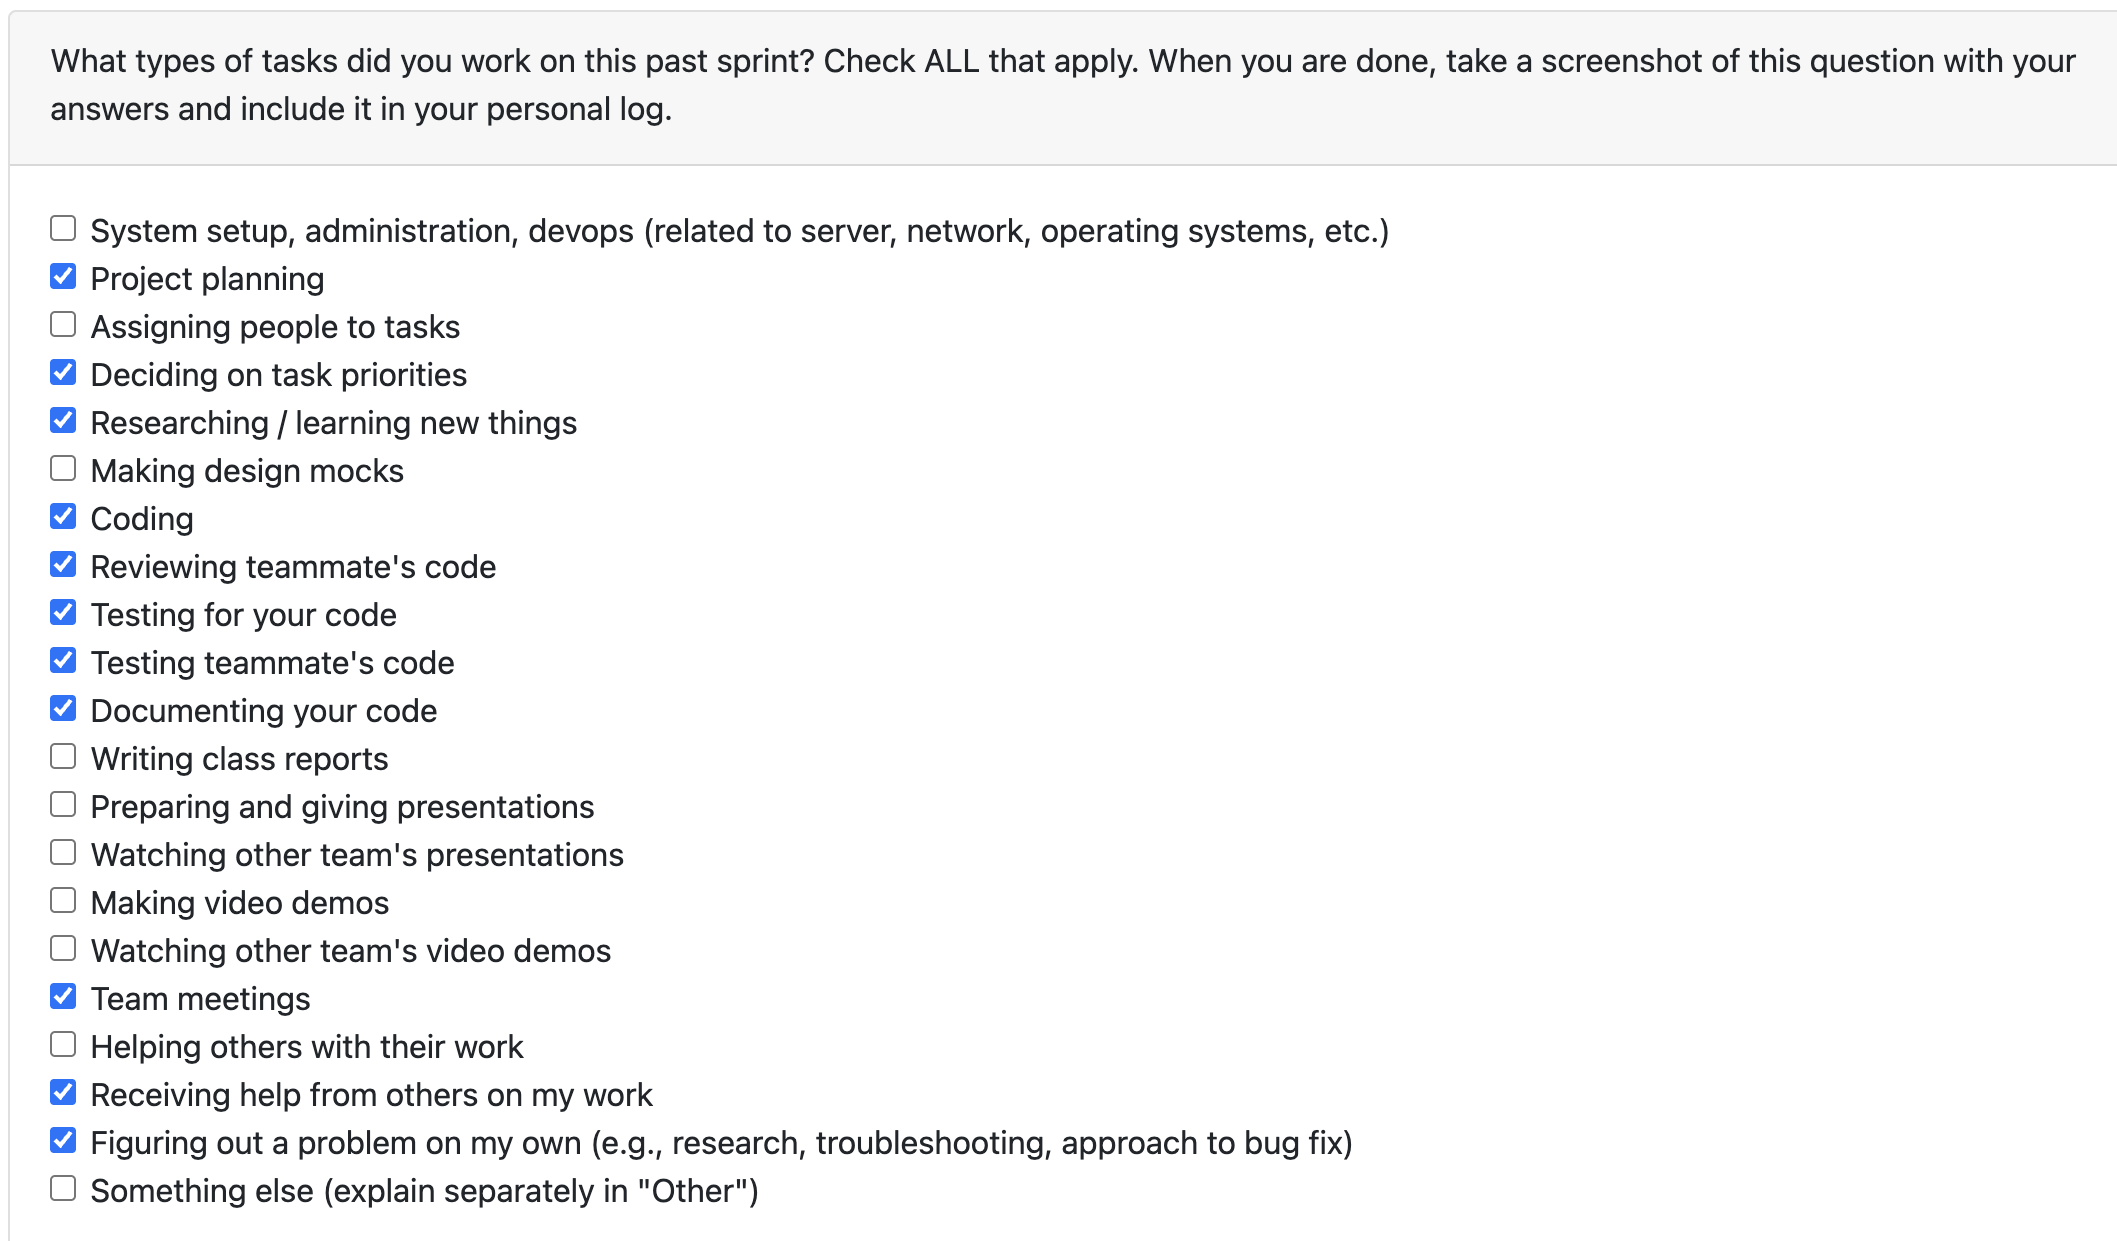 What types of tasks did you work on this past sprint? Check ALL that apply. When you are done, take a screenshot of this question with your
answers and include it in your personal log.
System setup, administration, devops (related to server, network, operating systems, etc.)
Project planning
Assigning people to tasks
Deciding on task priorities
Researching / learning new things
Making design mocks
Coding
Reviewing teammate's code
Testing for your code
Testing teammate's code
Documenting your code
Writing class reports
Preparing and giving presentations
Watching other team's presentations
Making video demos
Watching other team's video demos
Team meetings
Helping others with their work
Receiving help from others on my work
Figuring out a problem on my own (e.g., research, troubleshooting, approach to bug fix)
Something else (explain separately in "Other")